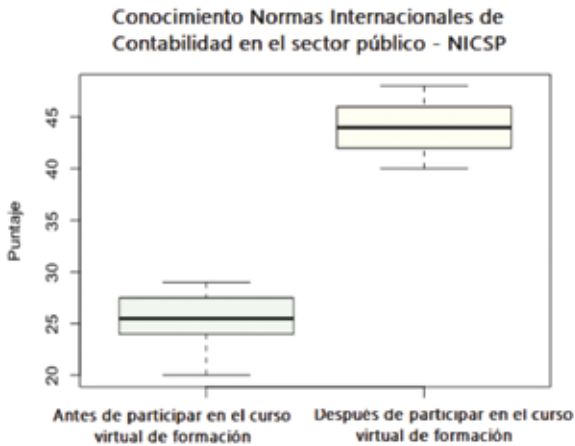 Conocimiento Normas Internacionales de
Contabilidad en el sector público - NICSP
Puntaje
45
40
35
30
25
20
Antes de participar en el curso
virtual de formación
Después de participar en el curso
virtual de formación